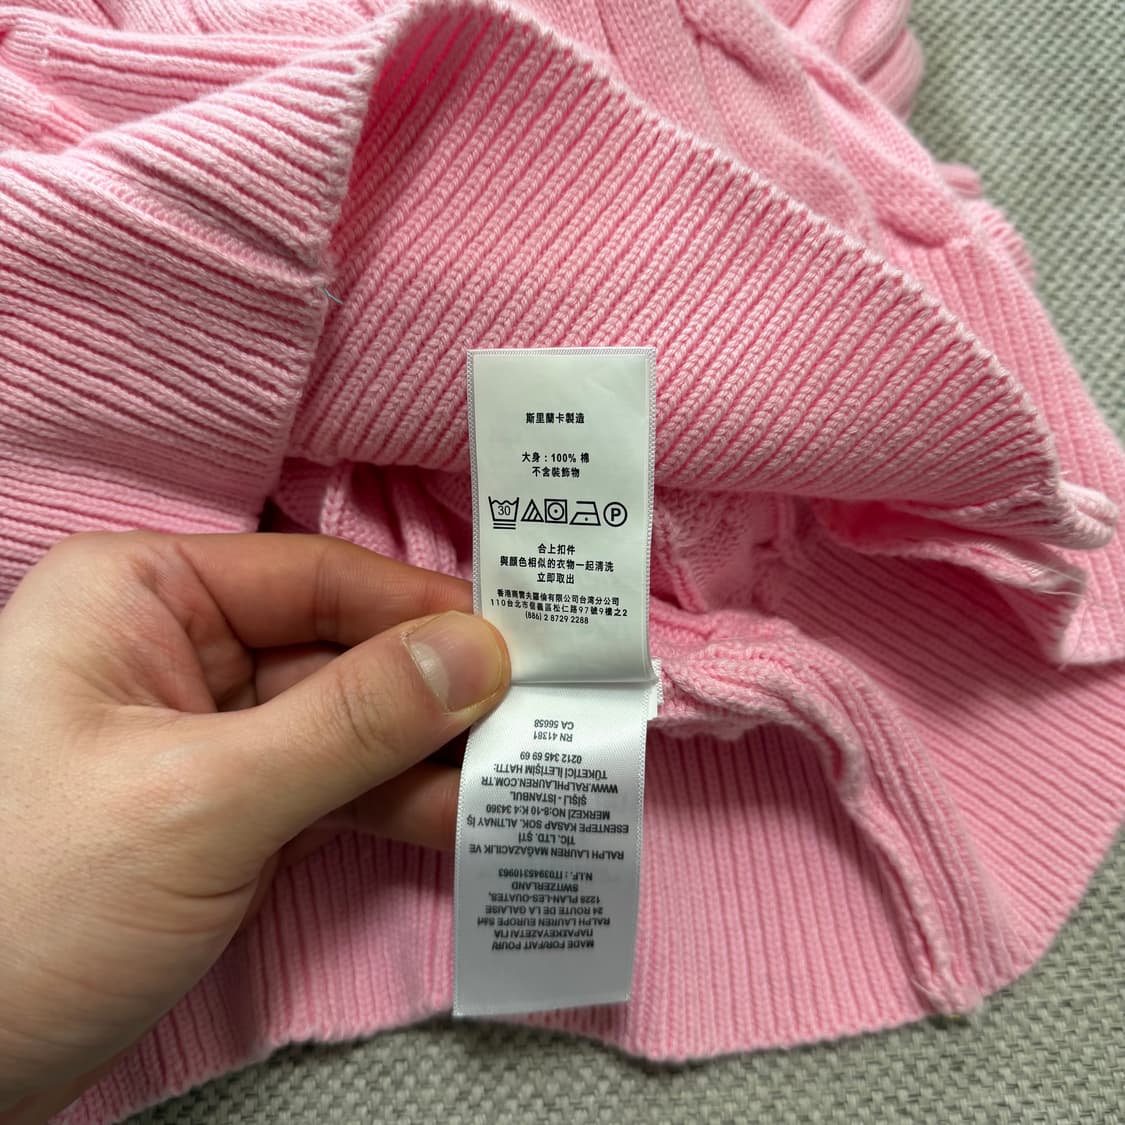 斯里蘭卡製造
大身：100% 棉
不含裝飾物
30 P
合上扣件
與顏色相似的衣物一起清洗
立即取出
香港商雷夫羅倫有限公司台灣分公司
110台北市信義區松仁路97號9樓之2
(886) 2 8729 2288
MADE FOR/FAIT POUR/
ΠΑΡΑΣΚΕΥΑΖΕΤΑΙ ΓΙΑ
RALPH LAUREN EUROPE Sàrl
24 ROUTE DE LA GALAISE
1228 PLAN-LES-OUATES,
SWITZERLAND
N.I.F. : IT03945310963
RALPH LAUREN MAĞAZACILIK VE
TİC. LTD. ŞTİ
ESENTEPE KASAP SOK. ALTINAY İŞ
MERKEZİ NO:8-10 K:4 34360
ŞİŞLİ - İSTANBUL
WWW.RALPHLAUREN.COM.TR
TÜKETİCİ İLETİŞİM HATTI:
0212 345 69 69
RN 41381
CA 56658